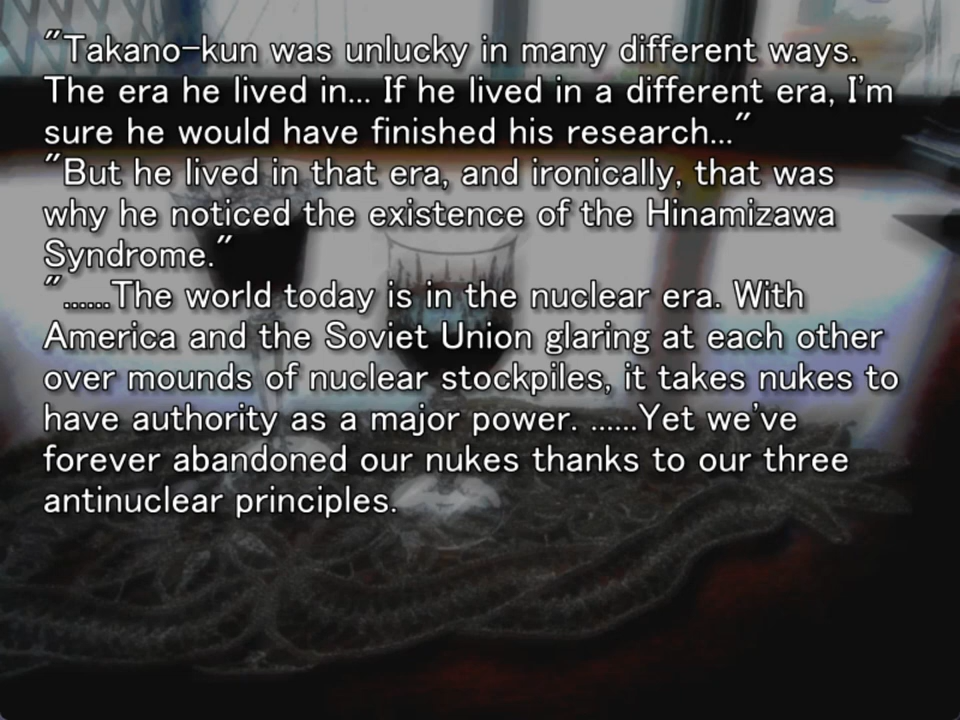 "Takano-kun was unlucky in many different ways.
The era he lived in... If he lived in a different era, I'm
sure he would have finished his research..."
"But he lived in that era, and ironically, that was
why he noticed the existence of the Hinamizawa
Syndrome."
"......The world today is in the nuclear era. With
America and the Soviet Union glaring at each other
over mounds of nuclear stockpiles, it takes nukes to
have authority as a major power. ......Yet we've
forever abandoned our nukes thanks to our three
antinuclear principles.